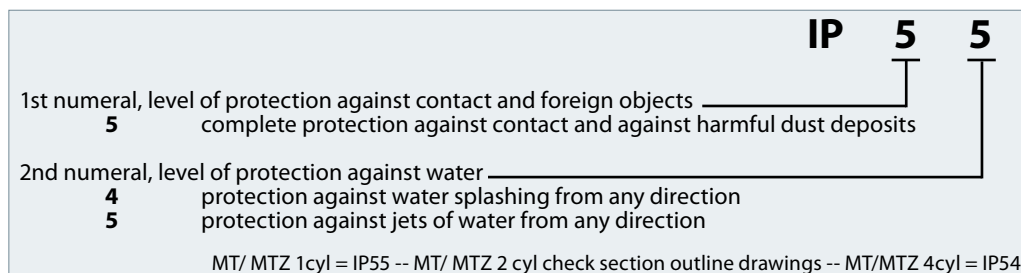 IP 5 5
1st numeral, level of protection against contact and foreign objects
5 complete protection against contact and against harmful dust deposits
2nd numeral, level of protection against water
4 protection against water splashing from any direction
5 protection against jets of water from any direction
MT/ MTZ 1cyl = IP55 -- MT/ MTZ 2 cyl check section outline drawings -- MT/MTZ 4cyl = IP54